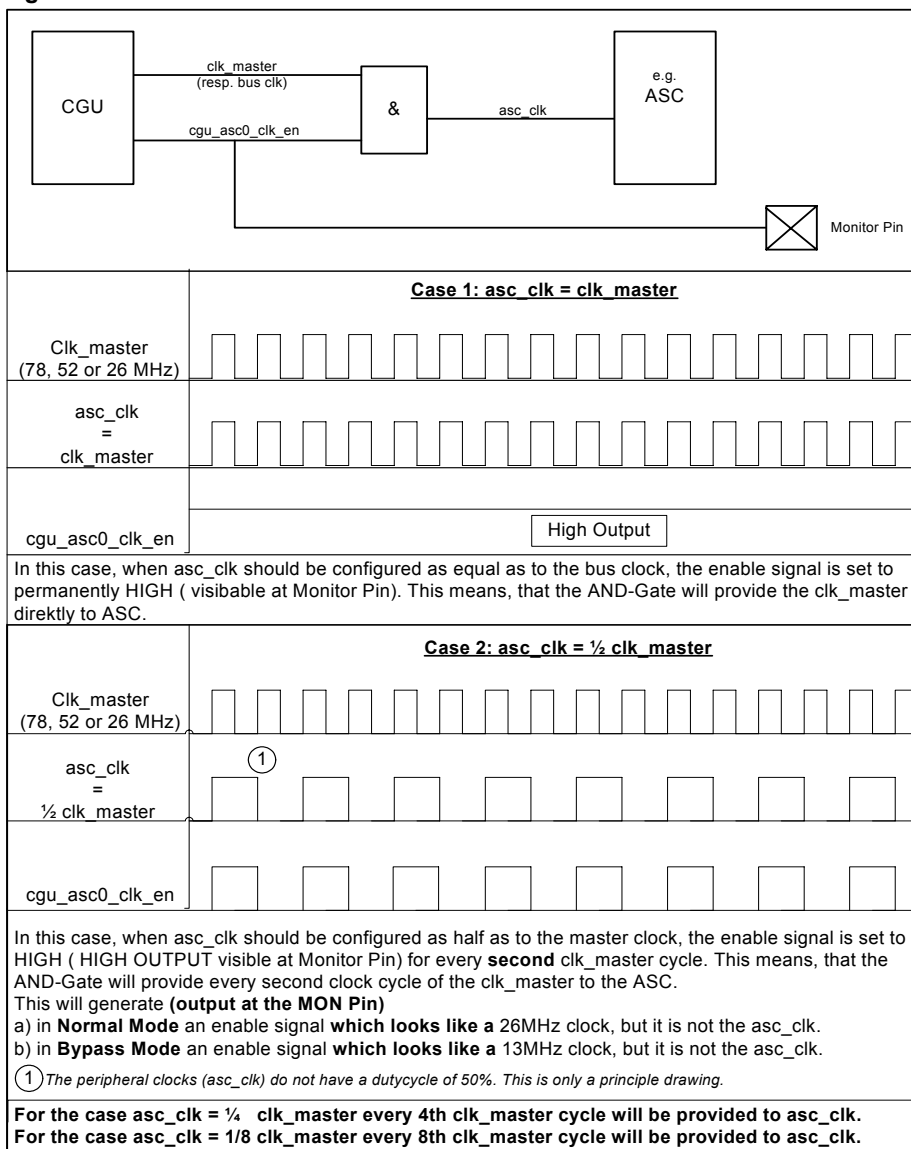 clk_master
(resp. bus clk)
CGU
&
e.g.
ASC
asc_clk
cgu_asc0_clk_en
Monitor Pin
Case 1: asc_clk = clk_master
Clk_master
(78, 52 or 26 MHz)
asc_clk
=
clk_master
cgu_asc0_clk_en
High Output
In this case, when asc_clk should be configured as equal as to the bus clock, the enable signal is set to
permanently HIGH ( visibable at Monitor Pin). This means, that the AND-Gate will provide the clk_master
direktly to ASC.
Case 2: asc_clk = ½ clk_master
Clk_master
(78, 52 or 26 MHz)
asc_clk
=
½ clk_master
1
cgu_asc0_clk_en
In this case, when asc_clk should be configured as half as to the master clock, the enable signal is set to
HIGH ( HIGH OUTPUT visible at Monitor Pin) for every second clk_master cycle. This means, that the
AND-Gate will provide every second clock cycle of the clk_master to the ASC.
This will generate (output at the MON Pin)
a) in Normal Mode an enable signal which looks like a 26MHz clock, but it is not the asc_clk.
b) in Bypass Mode an enable signal which looks like a 13MHz clock, but it is not the asc_clk.
1 The peripheral clocks (asc_clk) do not have a dutycycle of 50%. This is only a principle drawing.
For the case asc_clk = ¼ clk_master every 4th clk_master cycle will be provided to asc_clk.
For the case asc_clk = 1/8 clk_master every 8th clk_master cycle will be provided to asc_clk.